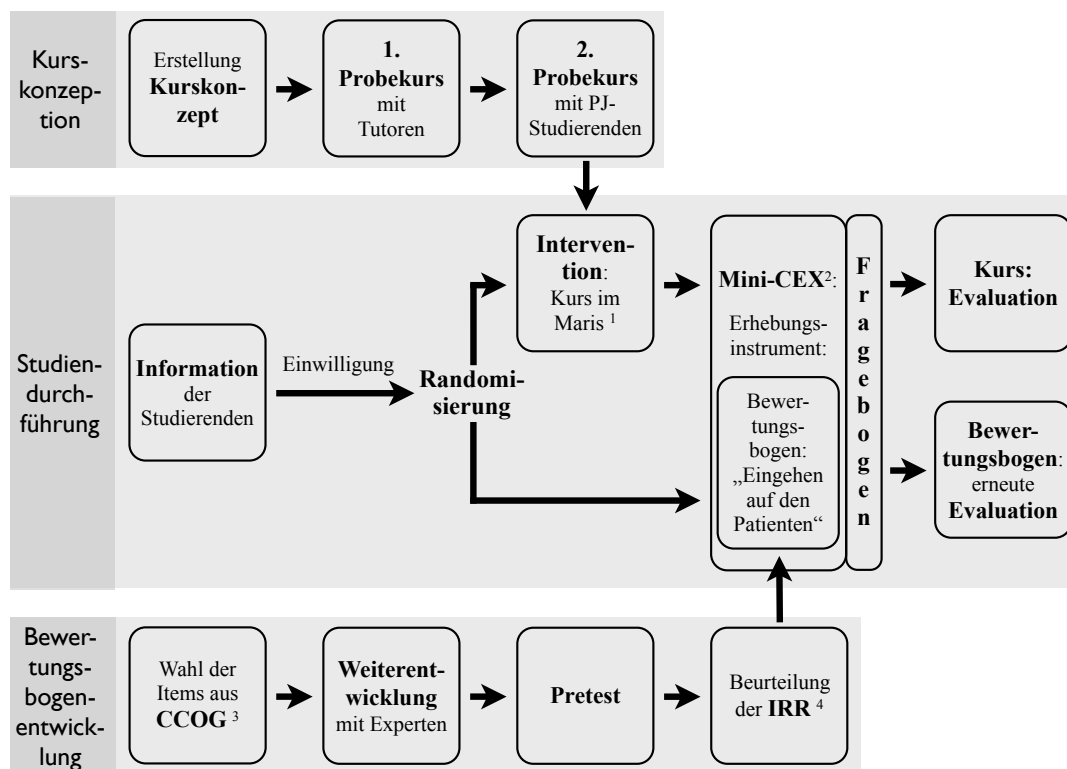 Kurs-
konzep-
tion
Erstellung
Kurskon-
zept
1.
Probekurs
mit
Tutoren
2.
Probekurs
mit PJ-
Studierenden
Studien-
durch-
führung
Information
der
Studierenden
Einwilligung
Randomi-
sierung
Interven-
tion:
Kurs im
Maris ¹
Mini-CEX²:
Erhebungs-
instrument:
Bewer-
tungs-
bogen:
„Eingehen
auf den
Patienten“
F
r
a
g
e
b
o
g
e
n
Kurs:
Evaluation
Bewer-
tungsbogen:
erneute
Evaluation
Bewer-
tungs-
bogen-
entwick-
lung
Wahl der
Items aus
CCOG ³
Weiterent-
wicklung
mit Experten
Pretest
Beurteilung
der IRR ⁴